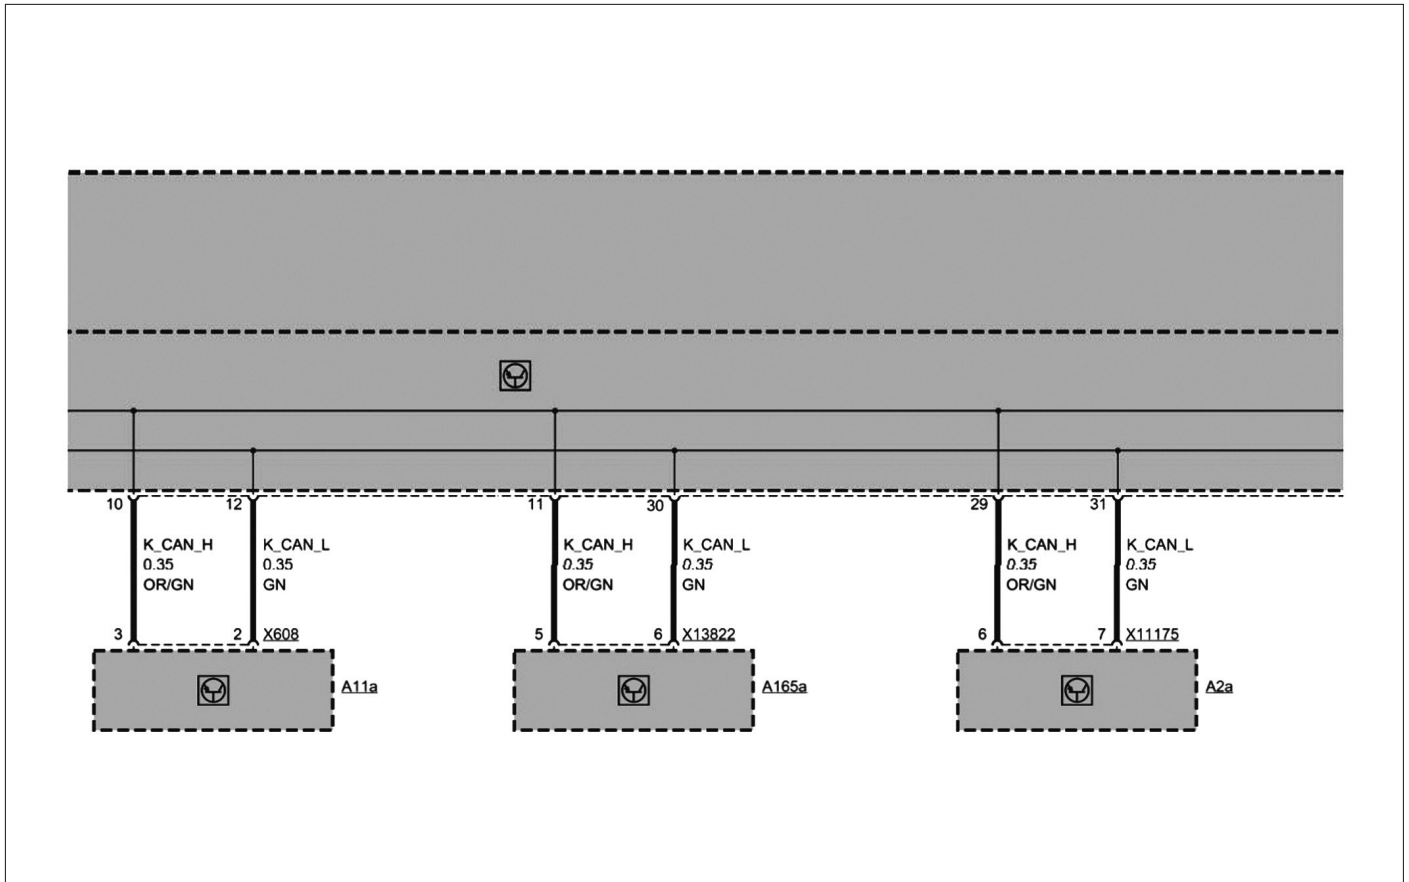 10 12 11 30 29 31
K_CAN_H K_CAN_L K_CAN_H K_CAN_L K_CAN_H K_CAN_L
0.35 0.35 0.35 0.35 0.35 0.35
OR/GN GN OR/GN GN OR/GN GN
3 2 X608 5 6 X13822 6 7 X11175
A11a A165a A2a